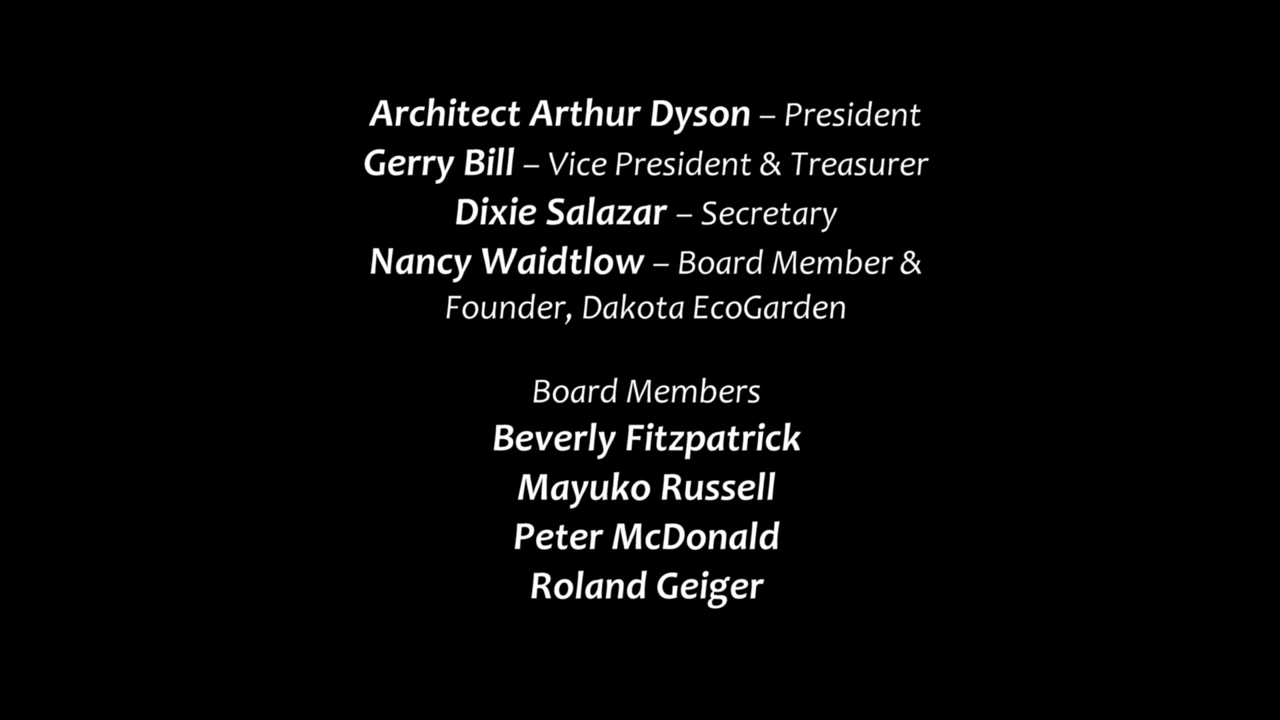 Architect Arthur Dyson – President
Gerry Bill – Vice President & Treasurer
Dixie Salazar – Secretary
Nancy Waidtlow – Board Member &
Founder, Dakota EcoGarden
Board Members
Beverly Fitzpatrick
Mayuko Russell
Peter McDonald
Roland Geiger